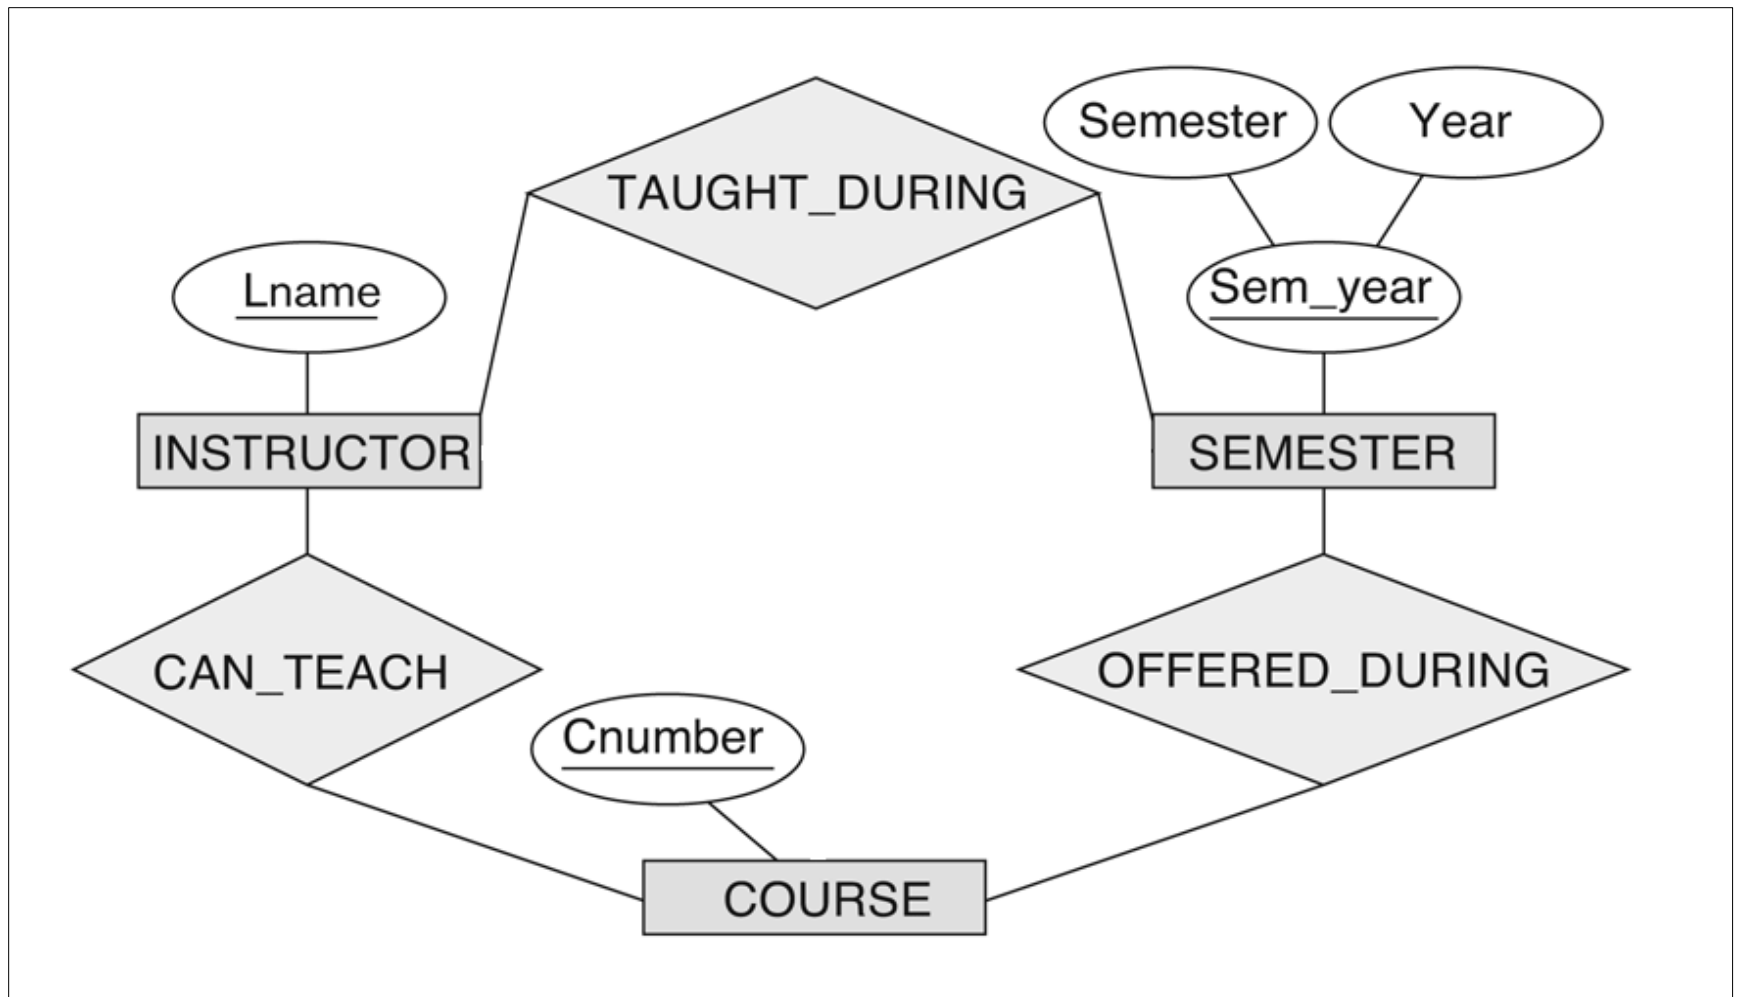 Semester
Year
TAUGHT_DURING
Lname
Sem_year
INSTRUCTOR
SEMESTER
CAN_TEACH
OFFERED_DURING
Cnumber
COURSE